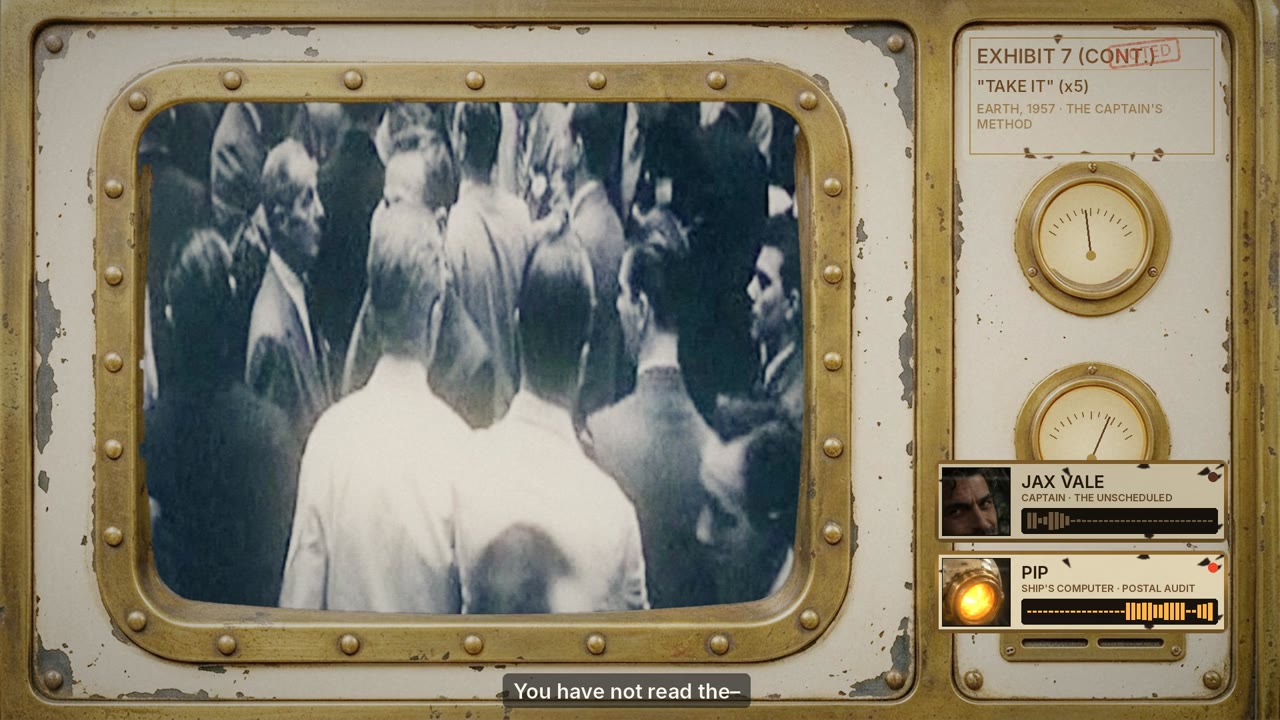 EXHIBIT 7 (CONT.)
"TAKE IT" (x5)
EARTH, 1957 · THE CAPTAIN'S
METHOD
JAX VALE
CAPTAIN · THE UNSCHEDULED
PIP
SHIP'S COMPUTER · POSTAL AUDIT
You have not read the–